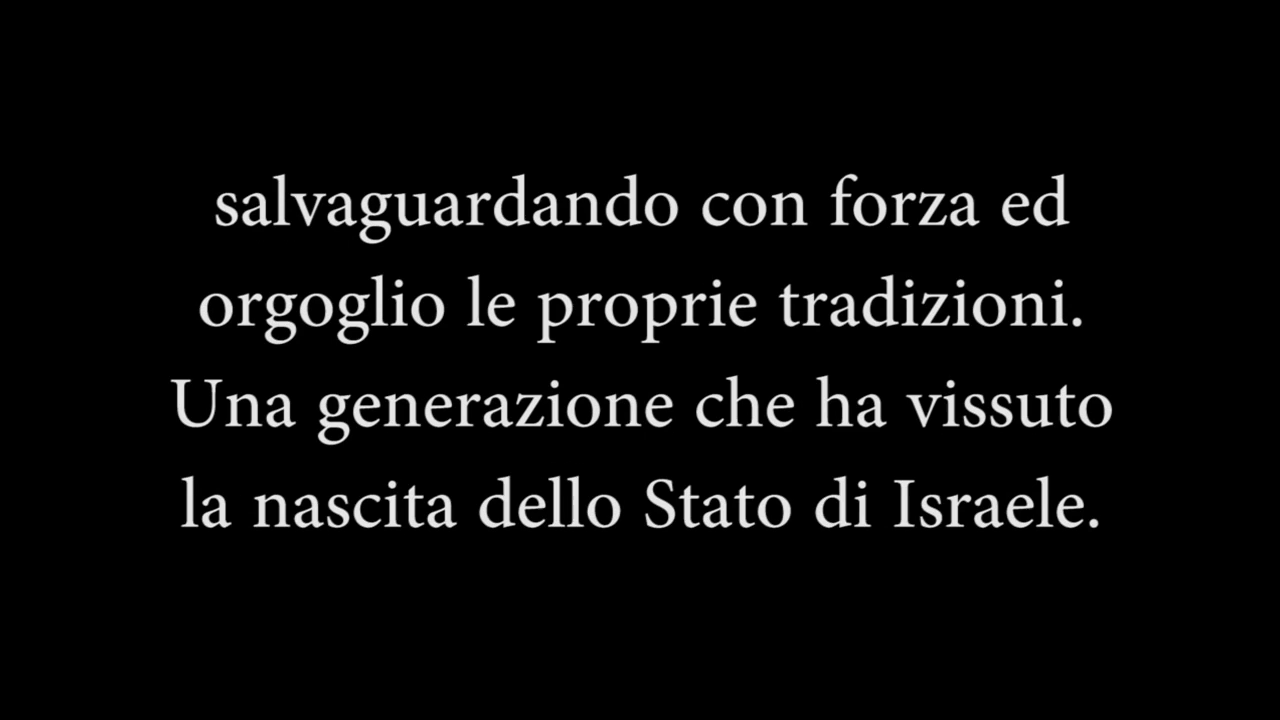 salvaguardando con forza ed
orgoglio le proprie tradizioni.
Una generazione che ha vissuto
la nascita dello Stato di Israele.